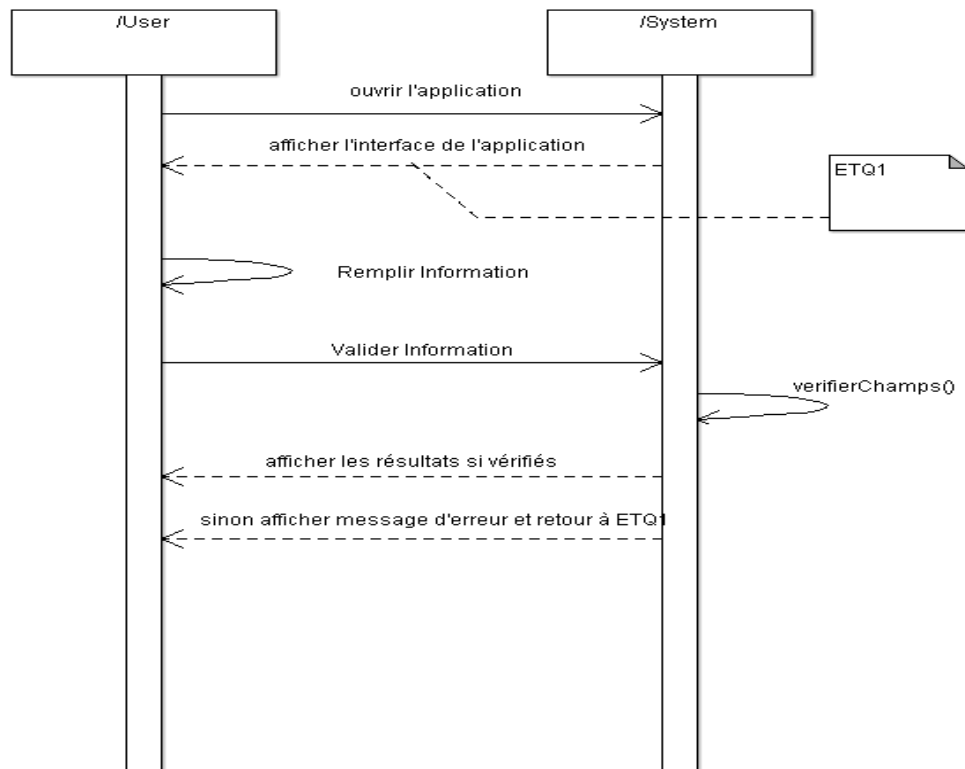 /User
/System
ouvrir l'application
afficher l'interface de l'application
ETQ1
Remplir Information
Valider Information
verifierChamps()
afficher les résultats si vérifiés
sinon afficher message d'erreur et retour à ETQ1